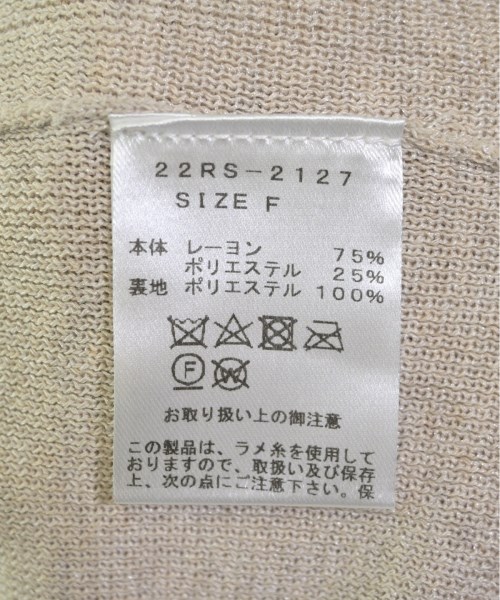 22RS-2127
SIZE F
本体 レーヨン 75%
ポリエステル 25%
裏地 ポリエステル 100%
F W
お取り扱い上の御注意
この製品は、ラメ糸を使用して
おりますので、取扱い及び保存
上、次の点にご注意下さい。保